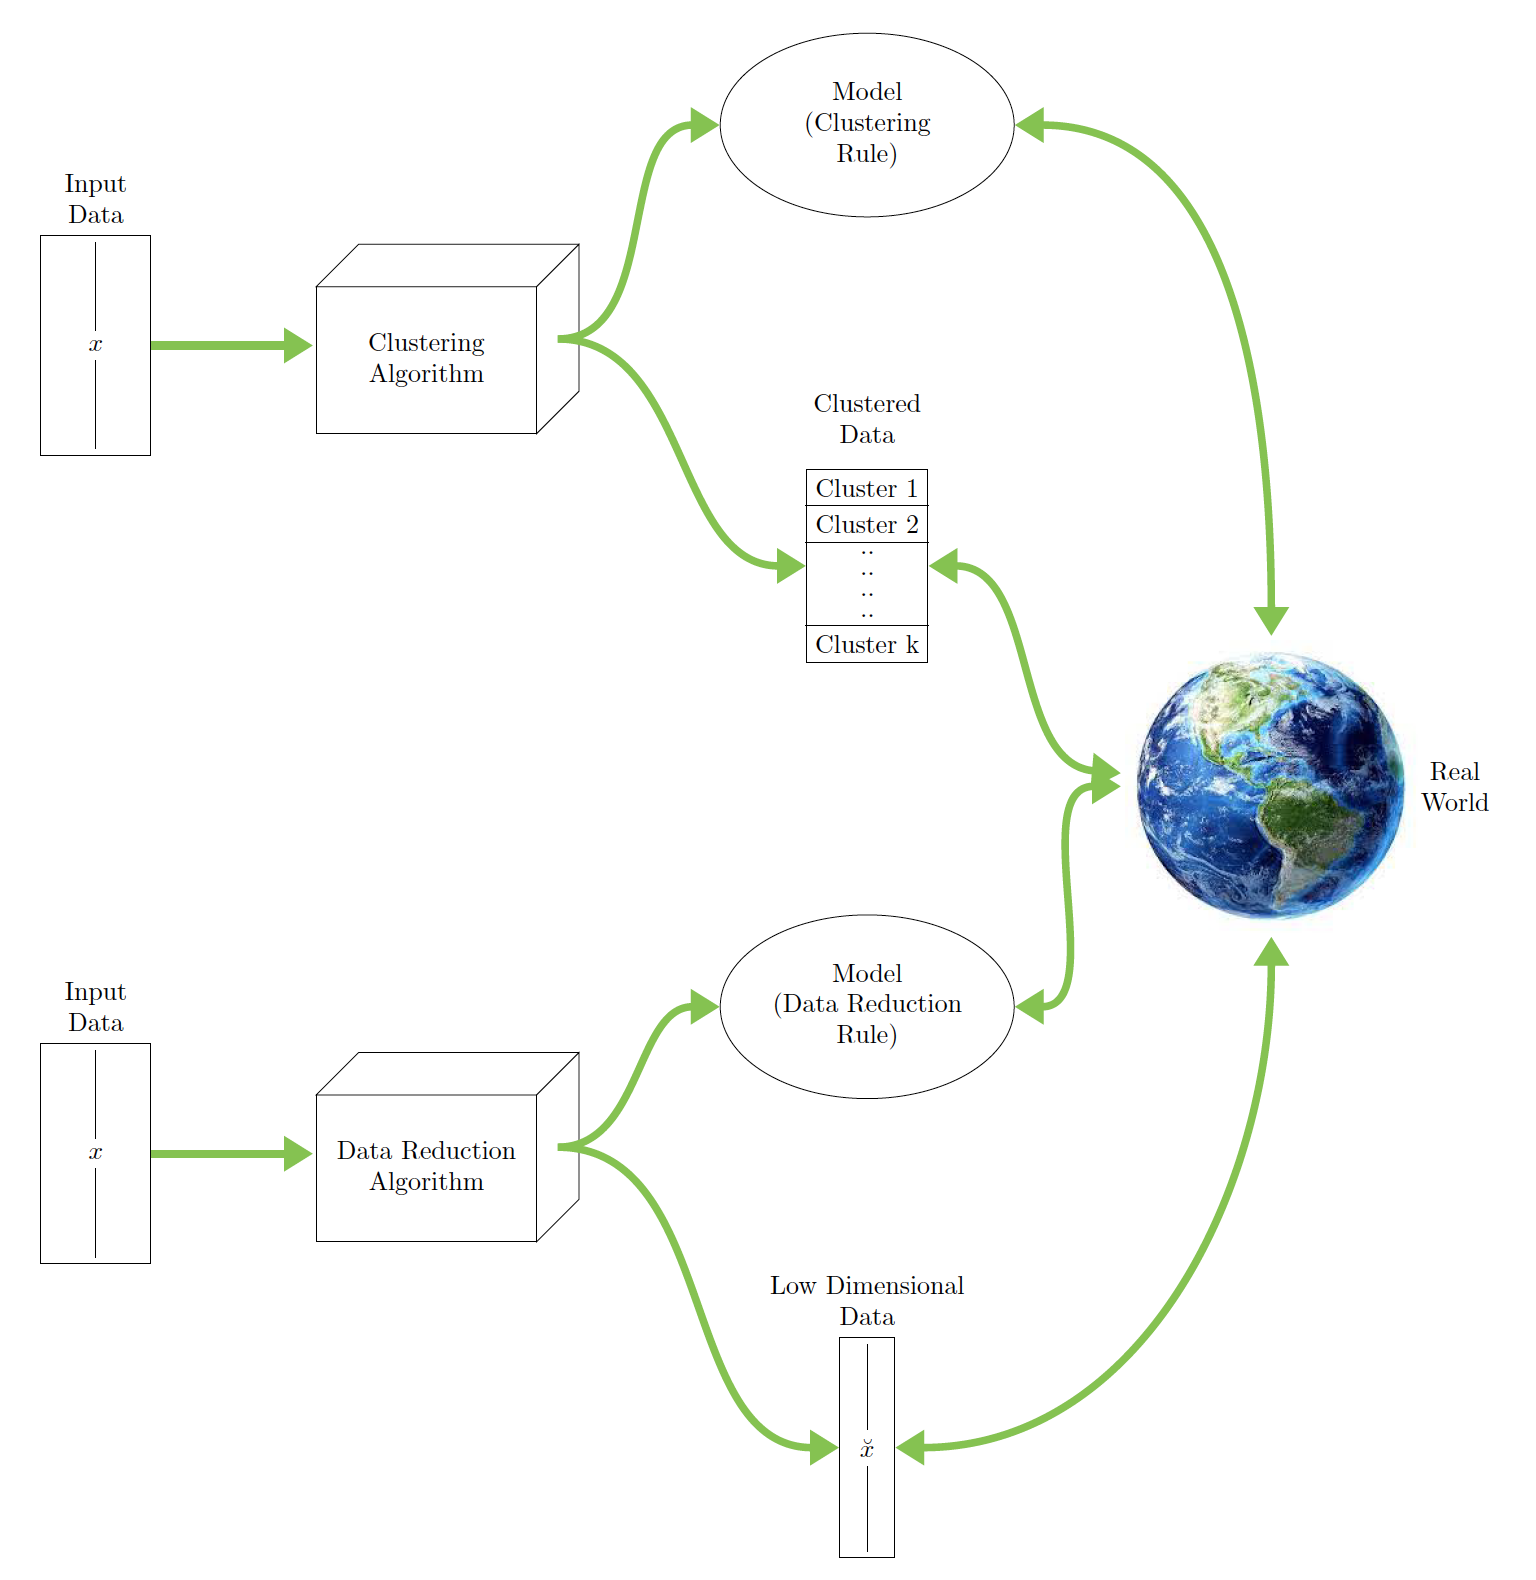 Model
(Clustering
Rule)
Input
Data
x
Clustering
Algorithm
Clustered
Data
Cluster 1
Cluster 2
..
..
..
..
Cluster k
Real
World
Model
(Data Reduction
Rule)
Input
Data
x
Data Reduction
Algorithm
Low Dimensional
Data
x̆